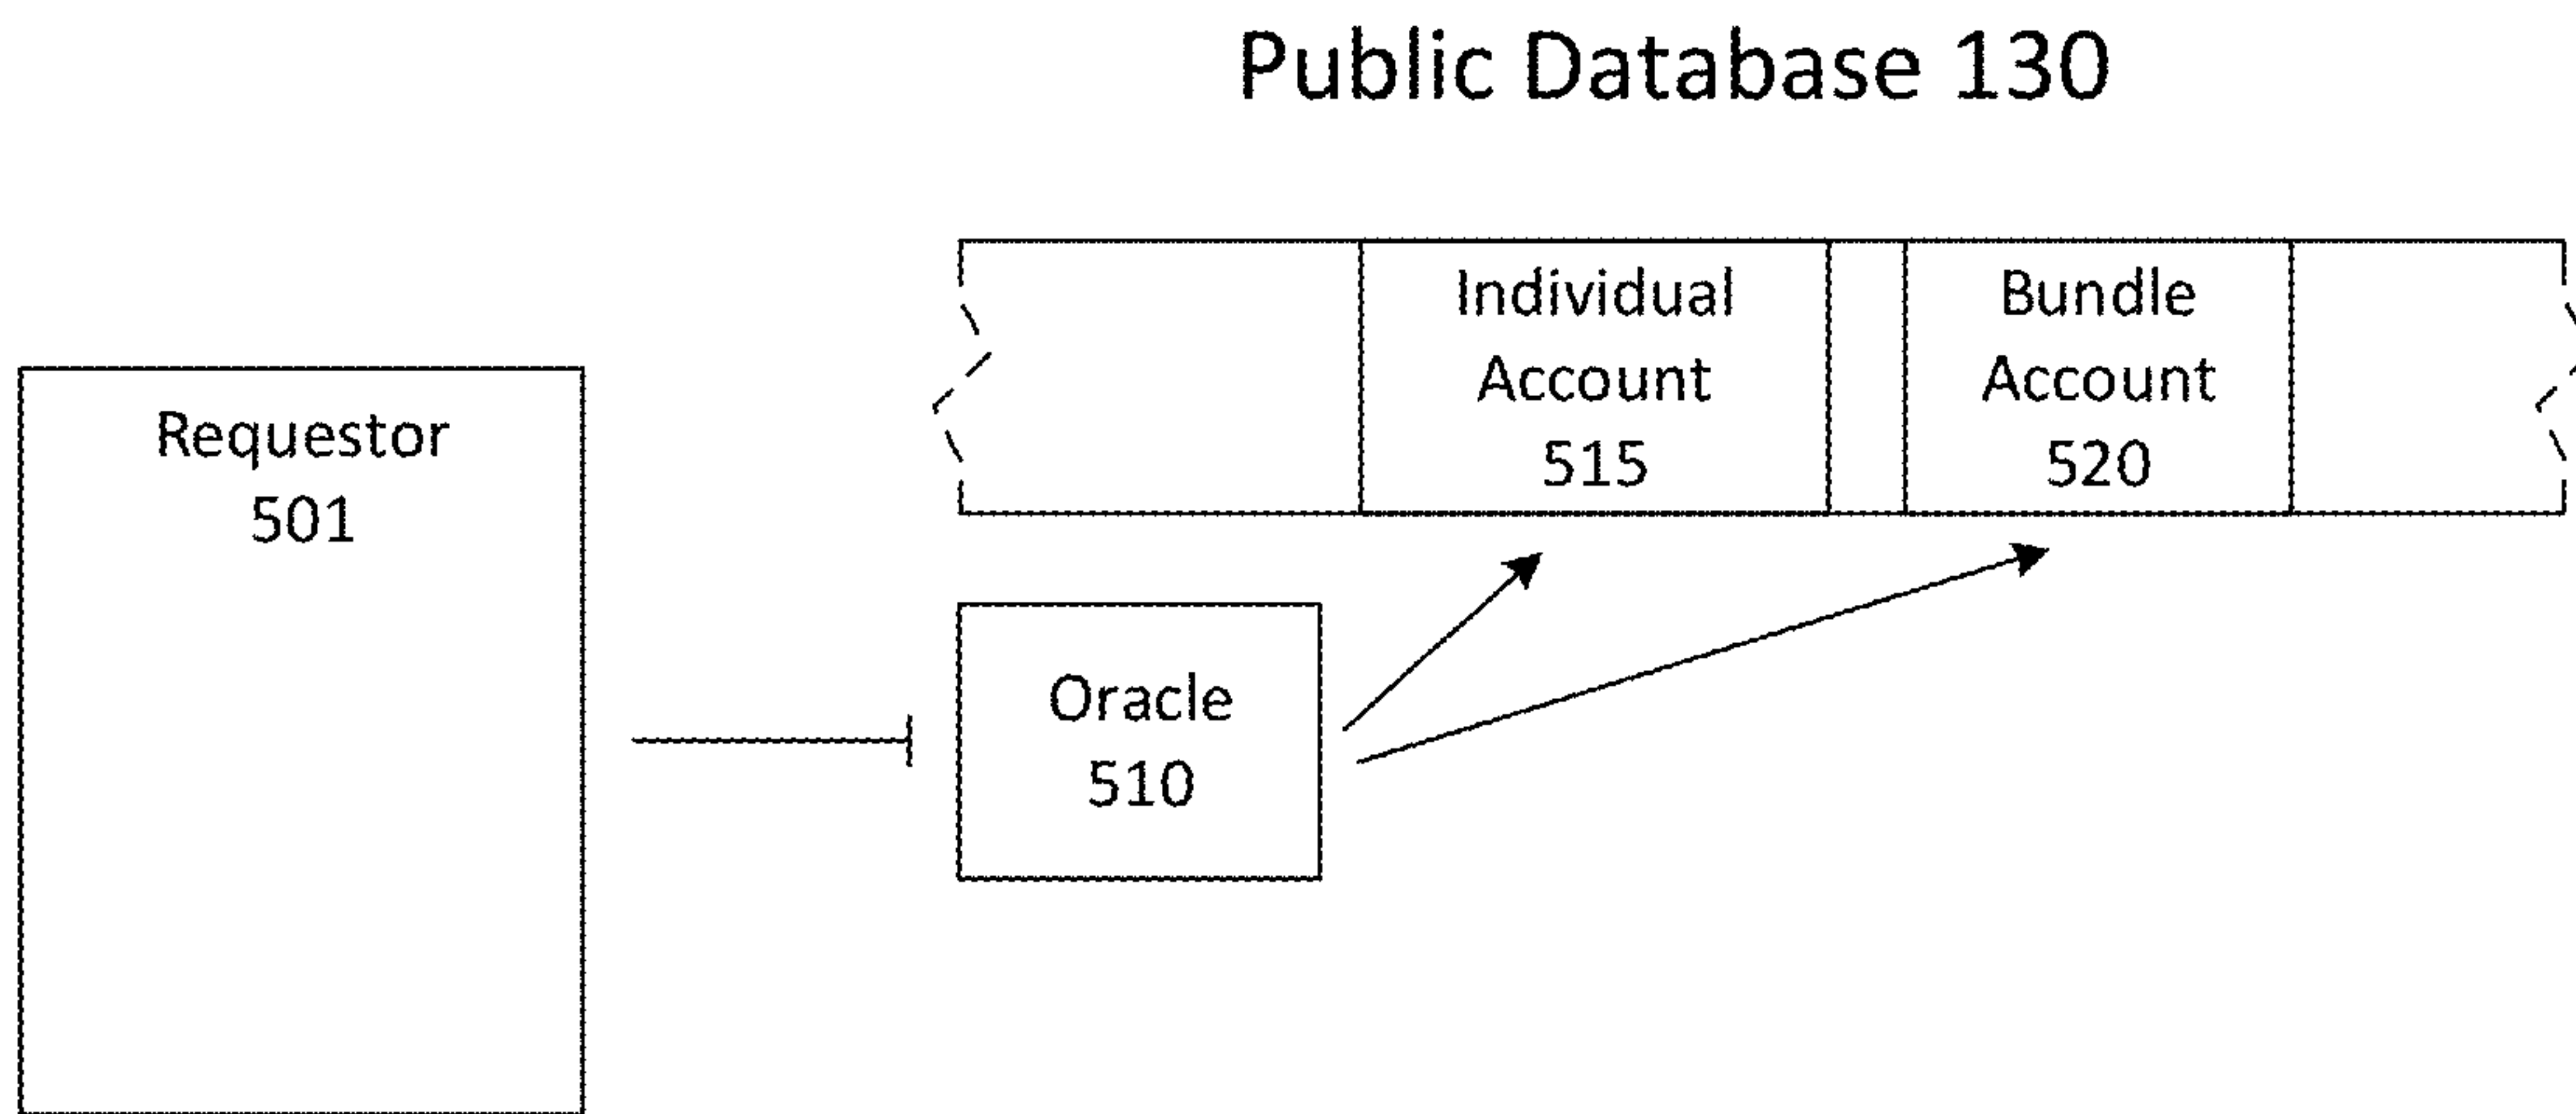 Public Database 130
Individual
Account
515
Bundle
Account
520
Requestor
501
Oracle
510